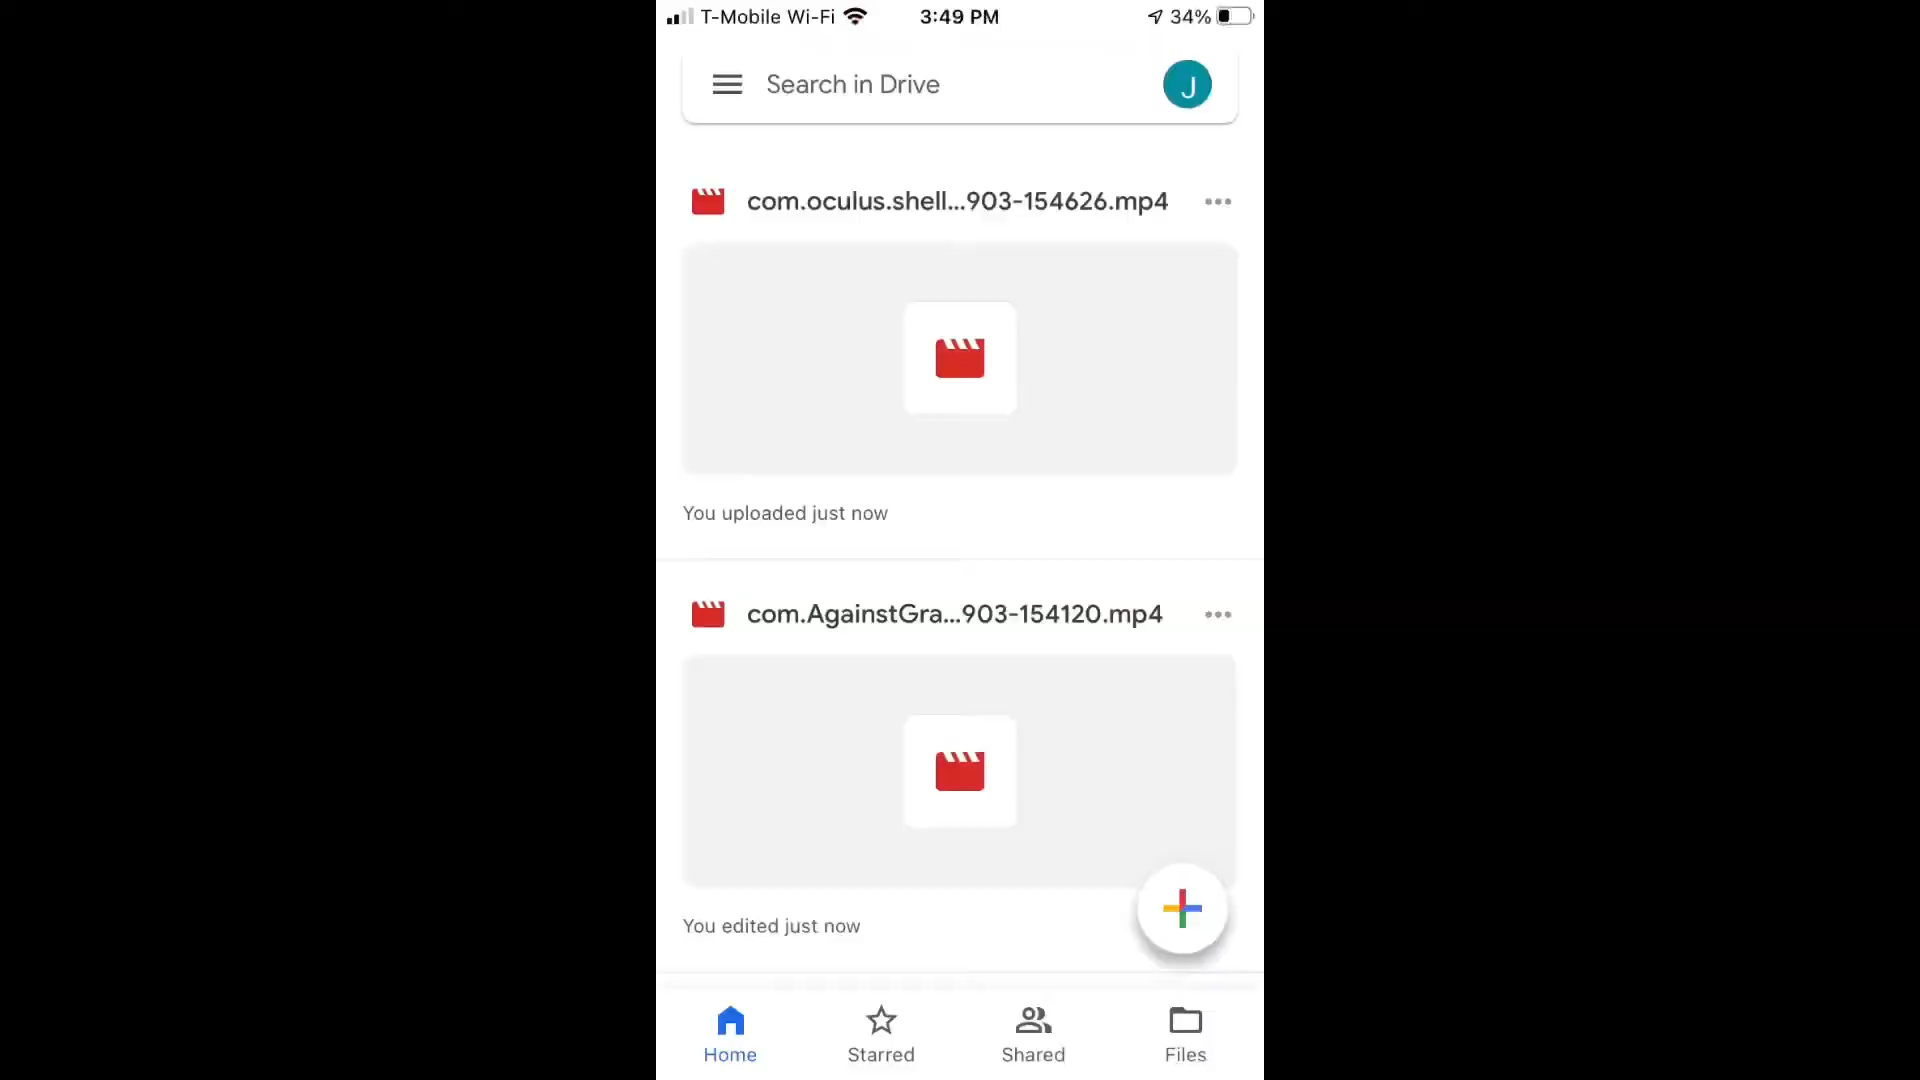 T-Mobile Wi-Fi 3:49 PM 34%
Search in Drive J
com.oculus.shell...903-154626.mp4
You uploaded just now
com.AgainstGra...903-154120.mp4
You edited just now
Home Starred Shared Files